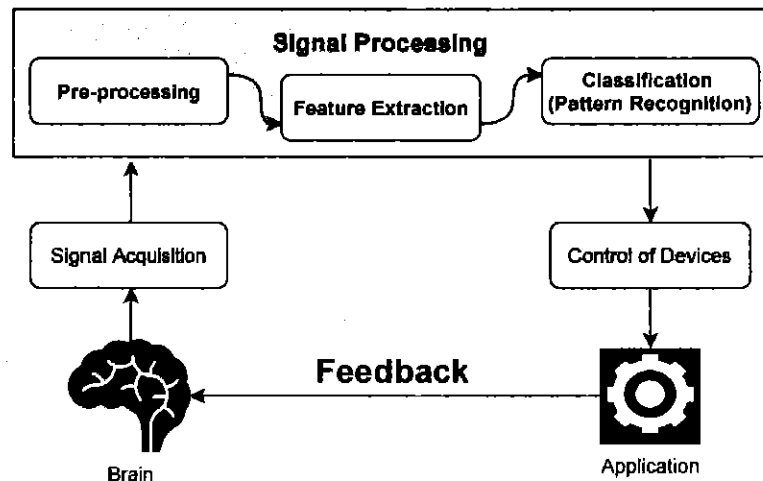 Signal Processing
Pre-processing
Feature Extraction
Classification
(Pattern Recognition)
Signal Acquisition
Control of Devices
Feedback
Brain
Application